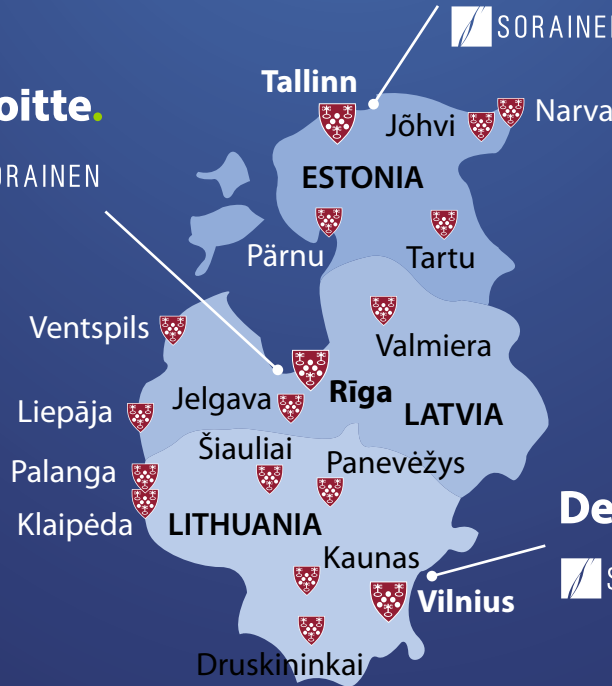 SORAINEN
Tallinn
oitte.
Jõhvi
Narva
ORAINEN
ESTONIA
Pärnu
Tartu
Ventspils
Valmiera
Jelgava
Rīga
Liepāja
LATVIA
Šiauliai
Panevėžys
Palanga
Klaipėda
LITHUANIA
De
Kaunas
S
Vilnius
Druskininkai